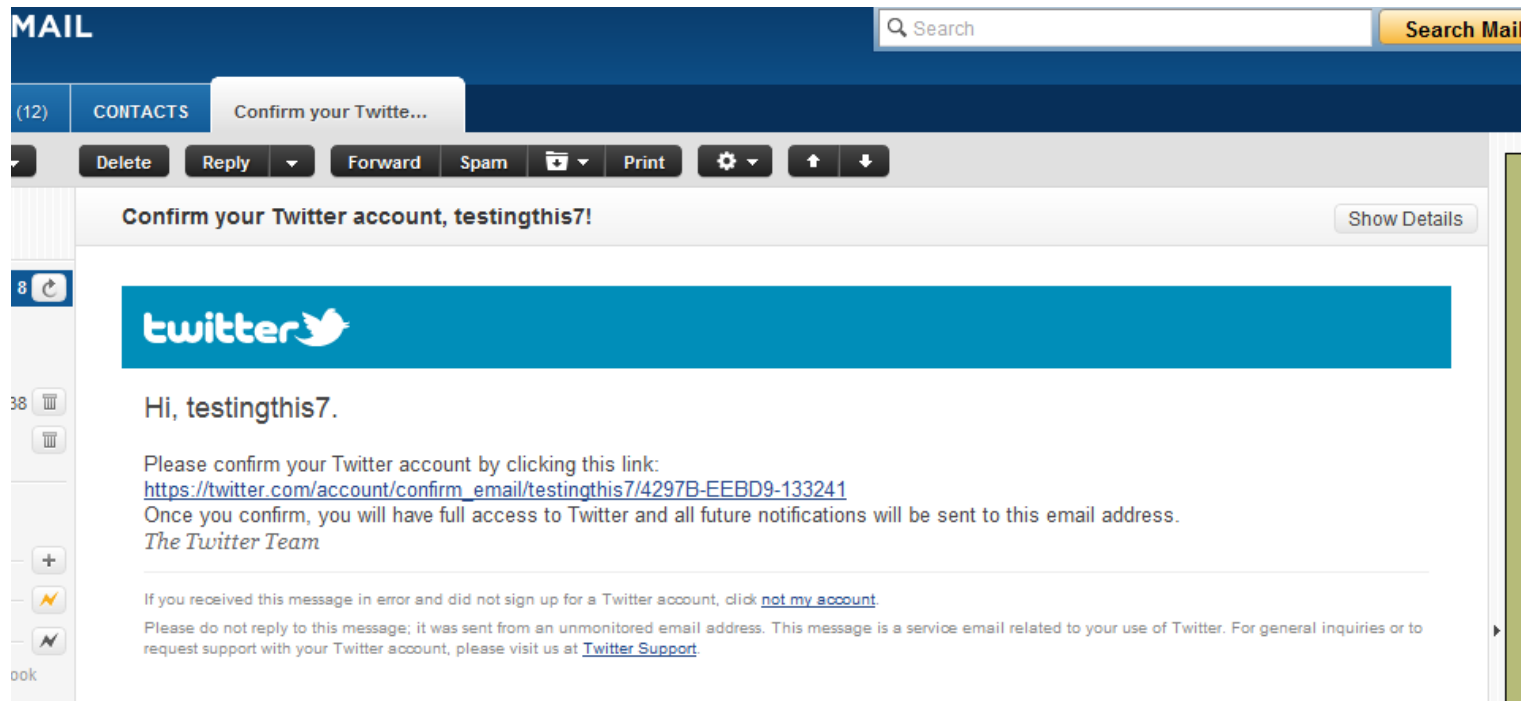 MAIL
Search
Search Mail
(12)
CONTACTS
Confirm your Twitte...
Delete
Reply
Forward
Spam
Print
Confirm your Twitter account, testingthis7!
Show Details
8
twitter
38
Hi, testingthis7.
Please confirm your Twitter account by clicking this link:
https://twitter.com/account/confirm_email/testingthis7/4297B-EEBD9-133241
Once you confirm, you will have full access to Twitter and all future notifications will be sent to this email address.
The Twitter Team
If you received this message in error and did not sign up for a Twitter account, click not my account.
Please do not reply to this message; it was sent from an unmonitored email address. This message is a service email related to your use of Twitter. For general inquiries or to
request support with your Twitter account, please visit us at Twitter Support.
ook